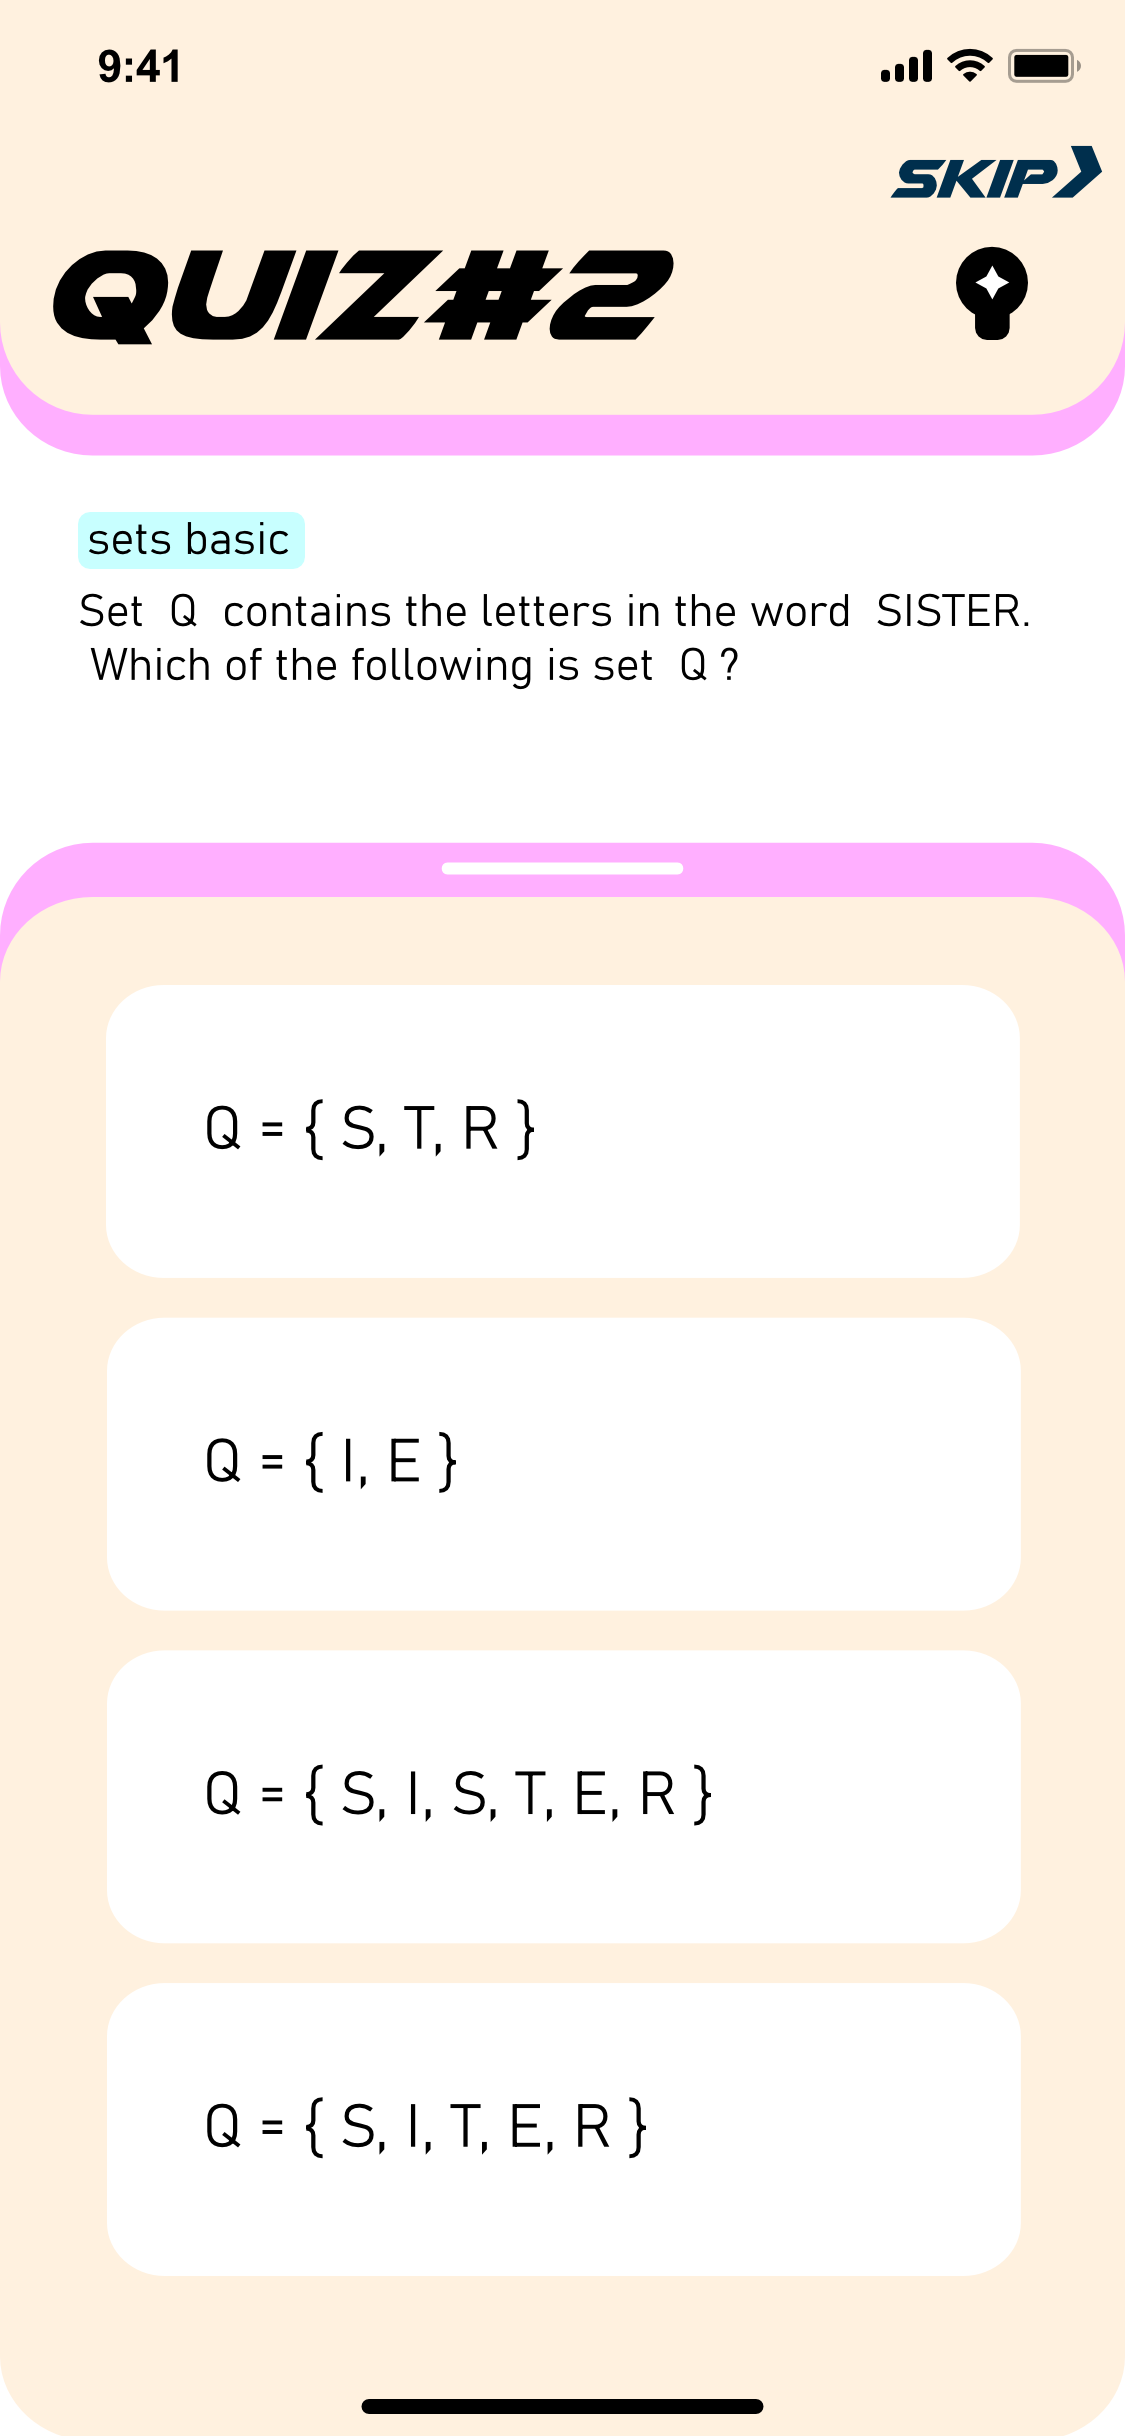 9:41
SKIP
QUIZ#2
sets basic
Set Q contains the letters in the word SISTER.
Which of the following is set Q ?
Q = { S, T, R }
Q = { I, E }
Q = { S, I, S, T, E, R }
Q = { S, I, T, E, R }